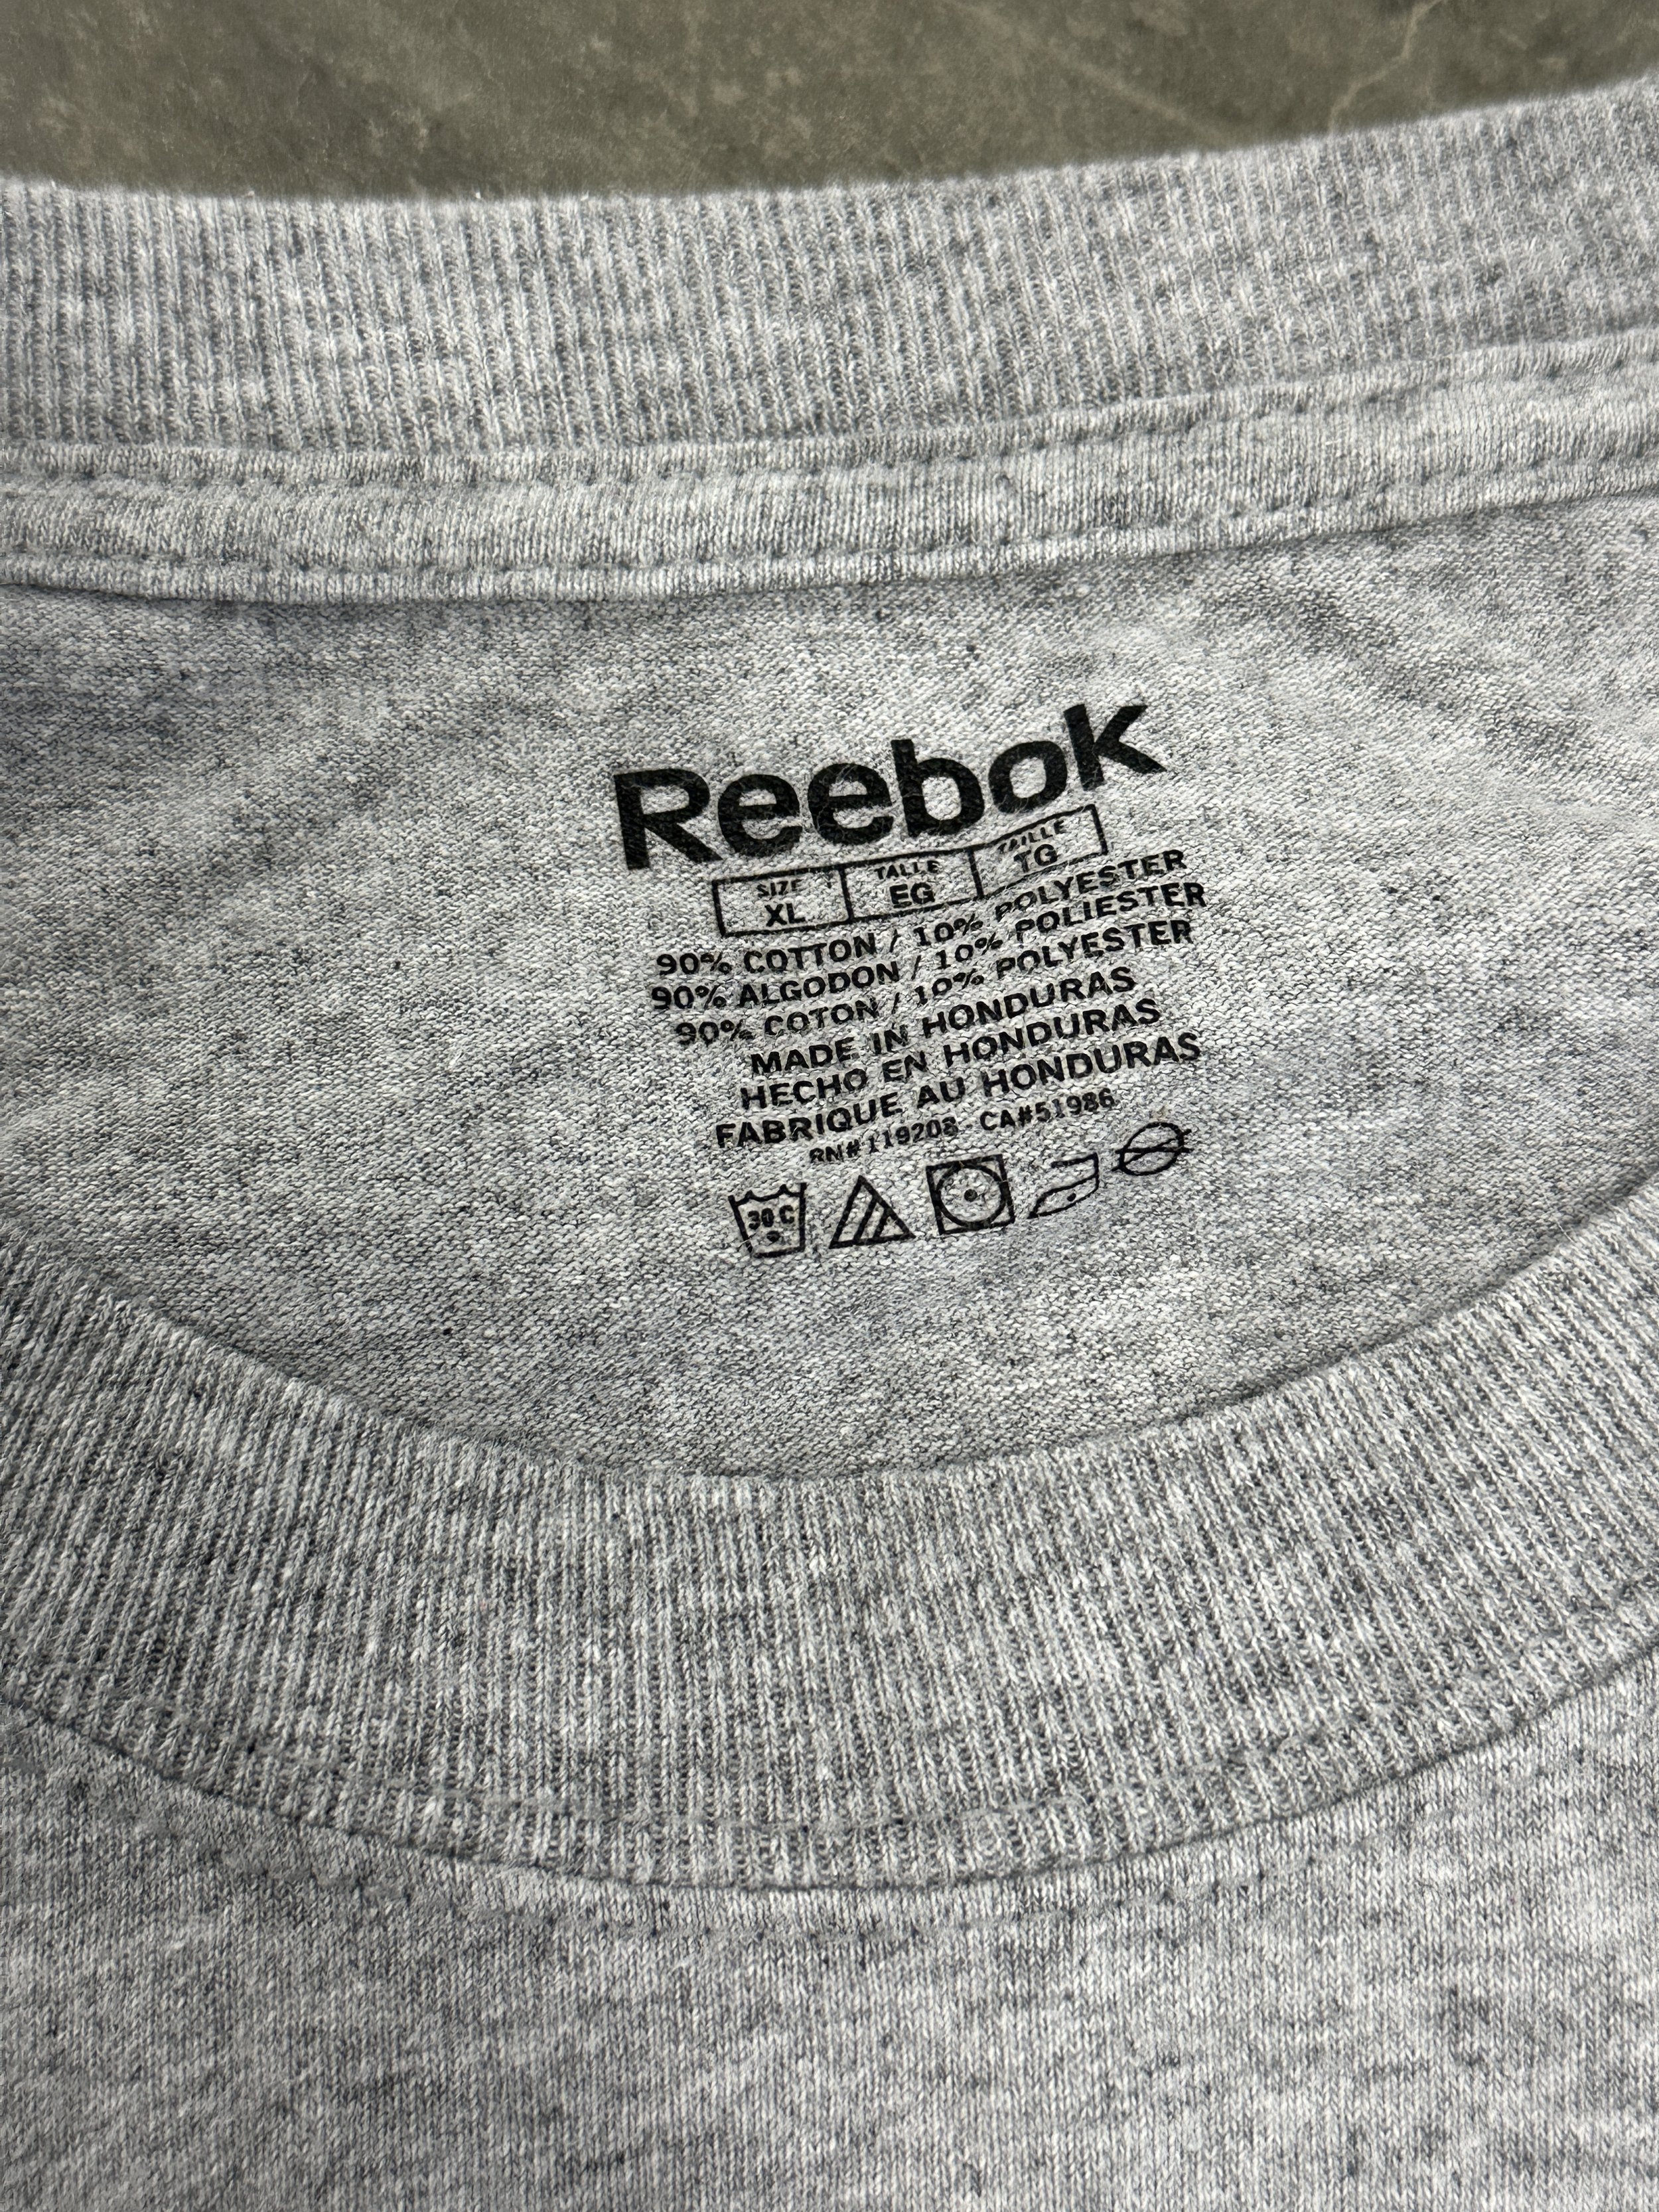 Reebok
SIZE TALLE TAILLE
XL EG TG
90% COTTON / 10% POLYESTER
90% ALGODON / 10% POLIESTER
90% COTON / 10% POLYESTER
MADE IN HONDURAS
HECHO EN HONDURAS
FABRIQUE AU HONDURAS
RN#119208 CA#51986
30 C